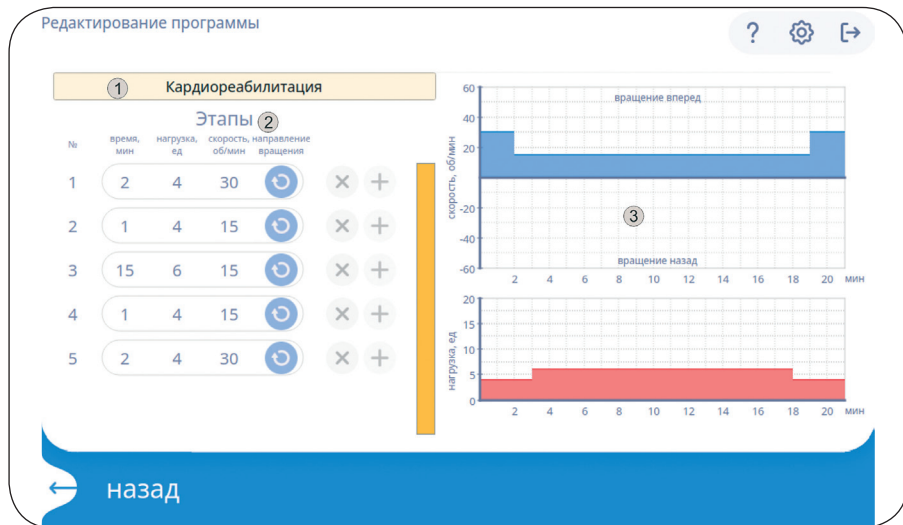 Редактирование программы
?
1 Кардиореабилитация
Этапы 2
№ время, мин нагрузка, ед скорость, об/мин направление вращения
1 2 4 30 × +
2 1 4 15 × +
3 15 6 15 × +
4 1 4 15 × +
5 2 4 30 × +
скорость, об/мин
60
40
20
-20
-40
-60
вращение вперед
3
вращение назад
2 4 6 8 10 12 14 16 18 20 мин
нагрузка, ед
20
15
10
5
0
2 4 6 8 10 12 14 16 18 20 мин
← назад